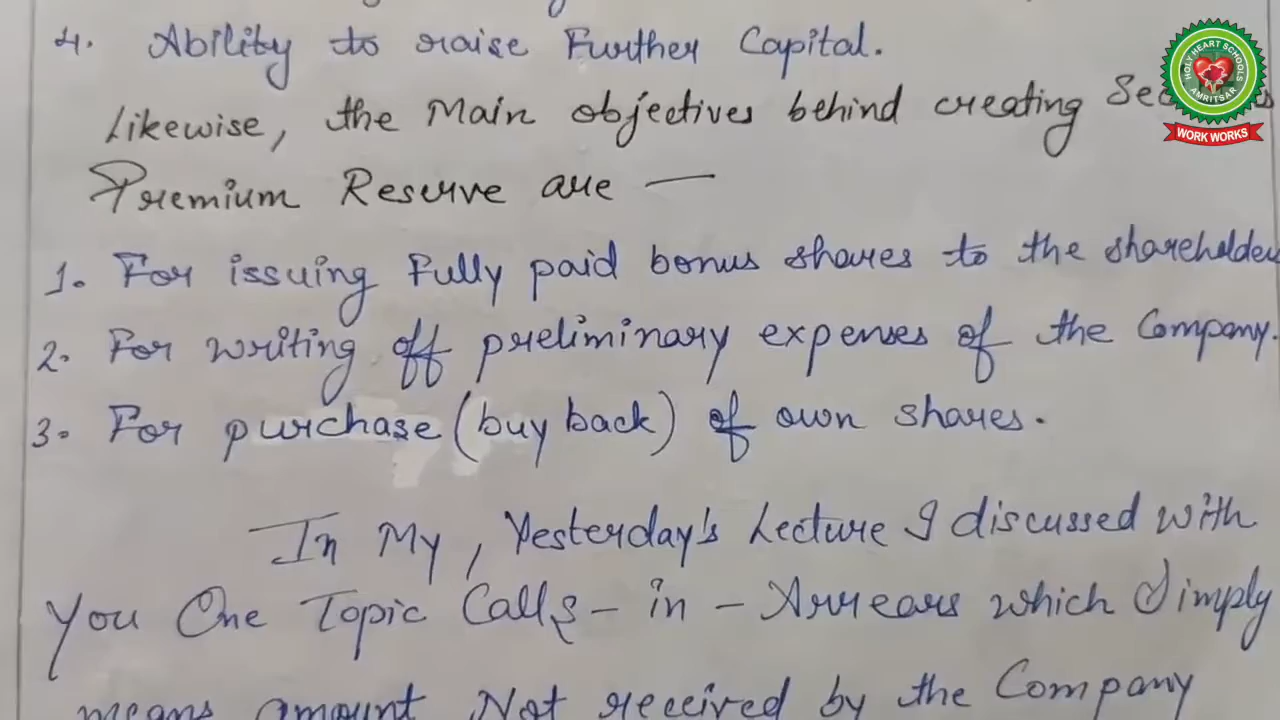 4. Ability to raise Further Capital.
Likewise, the Main objectives behind creating
Premium Reserve are —
1. For issuing Fully paid bonus shares to the shareholder
2. For writing off preliminary expenses of the Company.
3. For purchase (buy back) of own shares.
In My, Yesterday's Lecture I discussed with
You One Topic Calls-in-Arrears which Simply
means amount Not received by the Company
HOLY HEART SCHOOLS
AMRITSAR
WORK WORKS